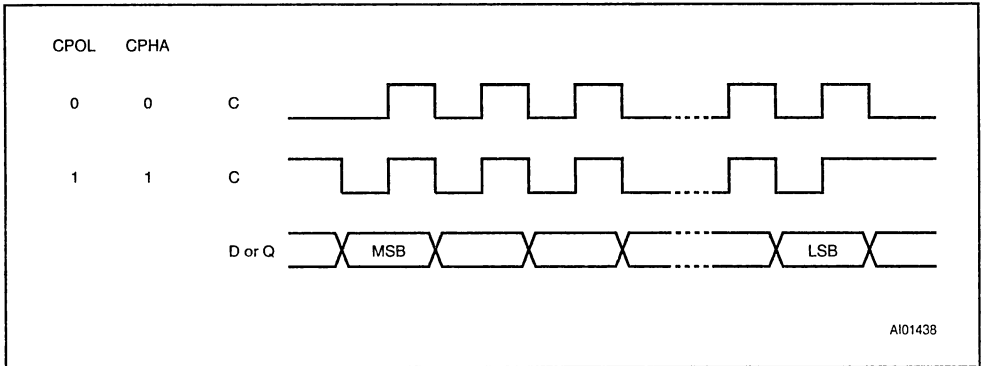 CPOL CPHA
0 0 C
1 1 C
D or Q MSB LSB
AI01438